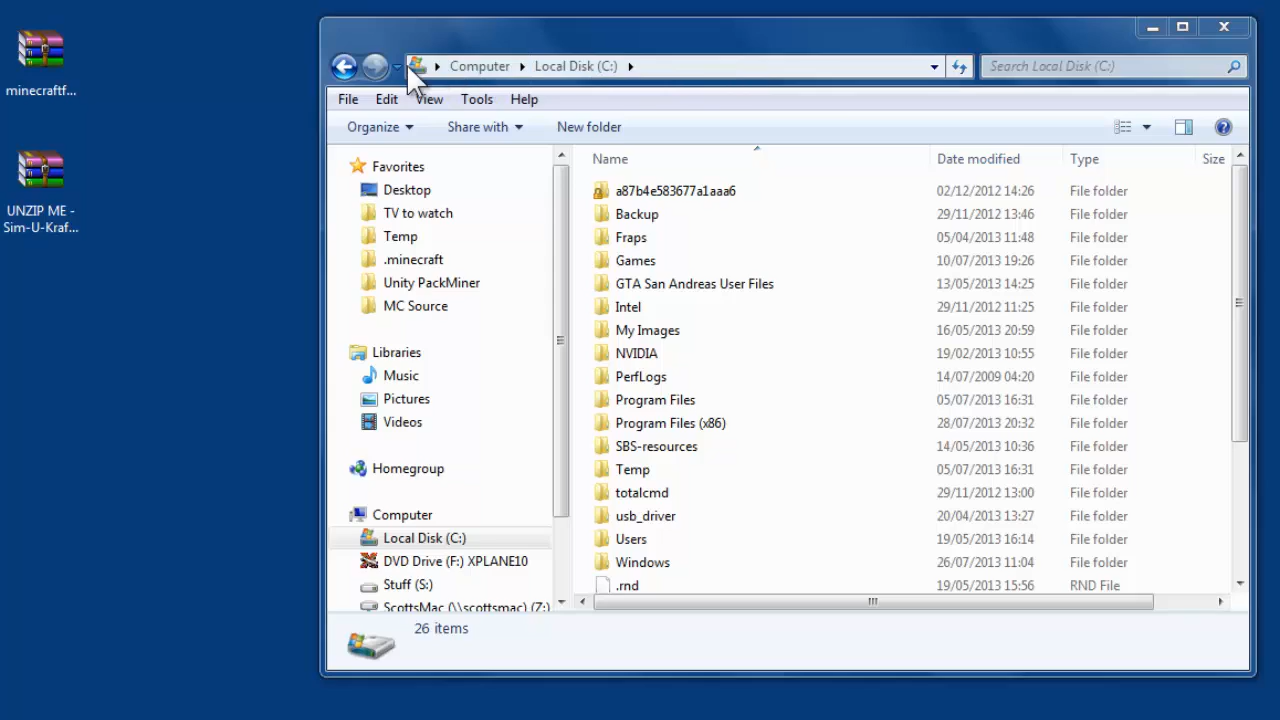 minecraftf...
UNZIP ME -
Sim-U-Kraf...
Computer Local Disk (C:)
Search Local Disk (C:)
File Edit View Tools Help
Organize Share with New folder
Name Date modified Type Size
Favorites
Desktop
TV to watch
Temp
.minecraft
Unity PackMiner
MC Source
Libraries
Music
Pictures
Videos
Homegroup
Computer
Local Disk (C:)
DVD Drive (F:) XPLANE10
Stuff (S:)
ScottsMac (\\scottsmac) (Z:)
a87b4e583677a1aaa6 02/12/2012 14:26 File folder
Backup 29/11/2012 13:46 File folder
Fraps 05/04/2013 11:48 File folder
Games 10/07/2013 19:26 File folder
GTA San Andreas User Files 13/05/2013 14:25 File folder
Intel 29/11/2012 11:25 File folder
My Images 16/05/2013 20:59 File folder
NVIDIA 19/02/2013 10:55 File folder
PerfLogs 14/07/2009 04:20 File folder
Program Files 05/07/2013 16:31 File folder
Program Files (x86) 28/07/2013 20:32 File folder
SBS-resources 14/05/2013 10:36 File folder
Temp 05/07/2013 16:31 File folder
totalcmd 29/11/2012 13:00 File folder
usb_driver 20/04/2013 13:27 File folder
Users 19/05/2013 16:14 File folder
Windows 26/07/2013 11:04 File folder
.rnd 19/05/2013 15:56 RND File
26 items